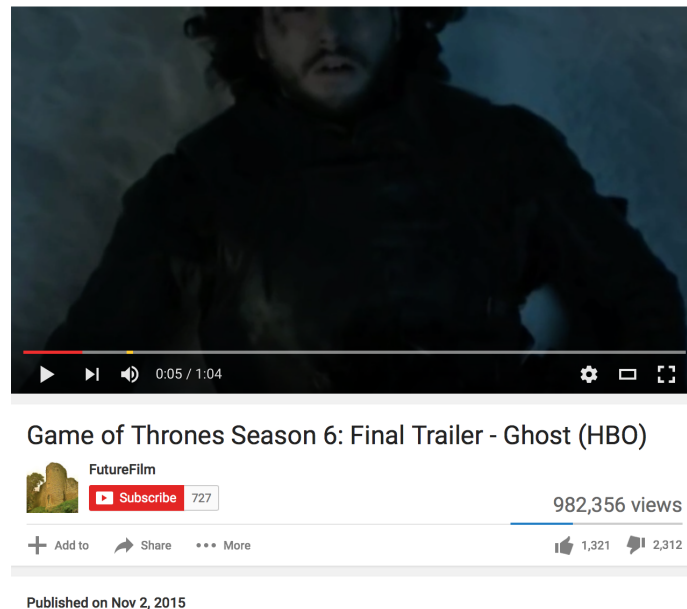 0:05 / 1:04
Game of Thrones Season 6: Final Trailer - Ghost (HBO)
FutureFilm
Subscribe 727
982,356 views
Add to Share More 1,321 2,312
Published on Nov 2, 2015